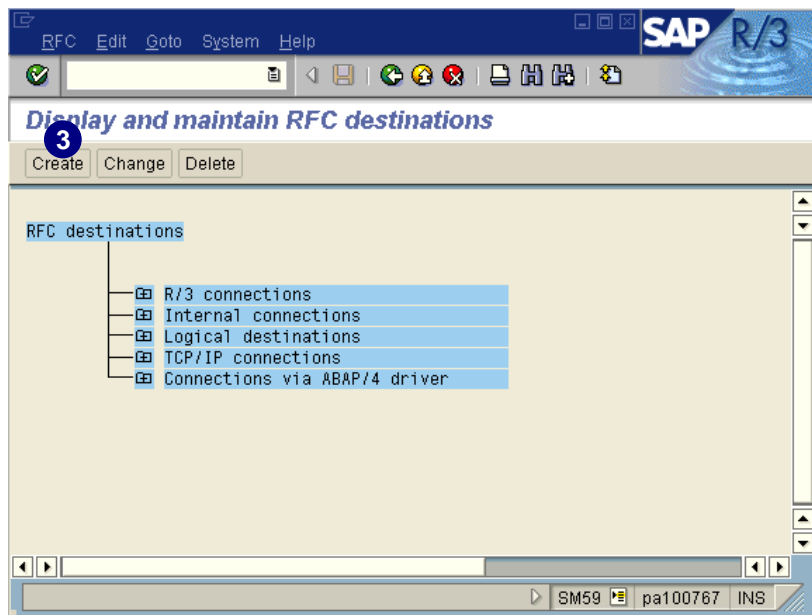 RFC Edit Goto System Help
SAP R/3
Display and maintain RFC destinations
3
Create Change Delete
RFC destinations
R/3 connections
Internal connections
Logical destinations
TCP/IP connections
Connections via ABAP/4 driver
SM59 pa100767 INS